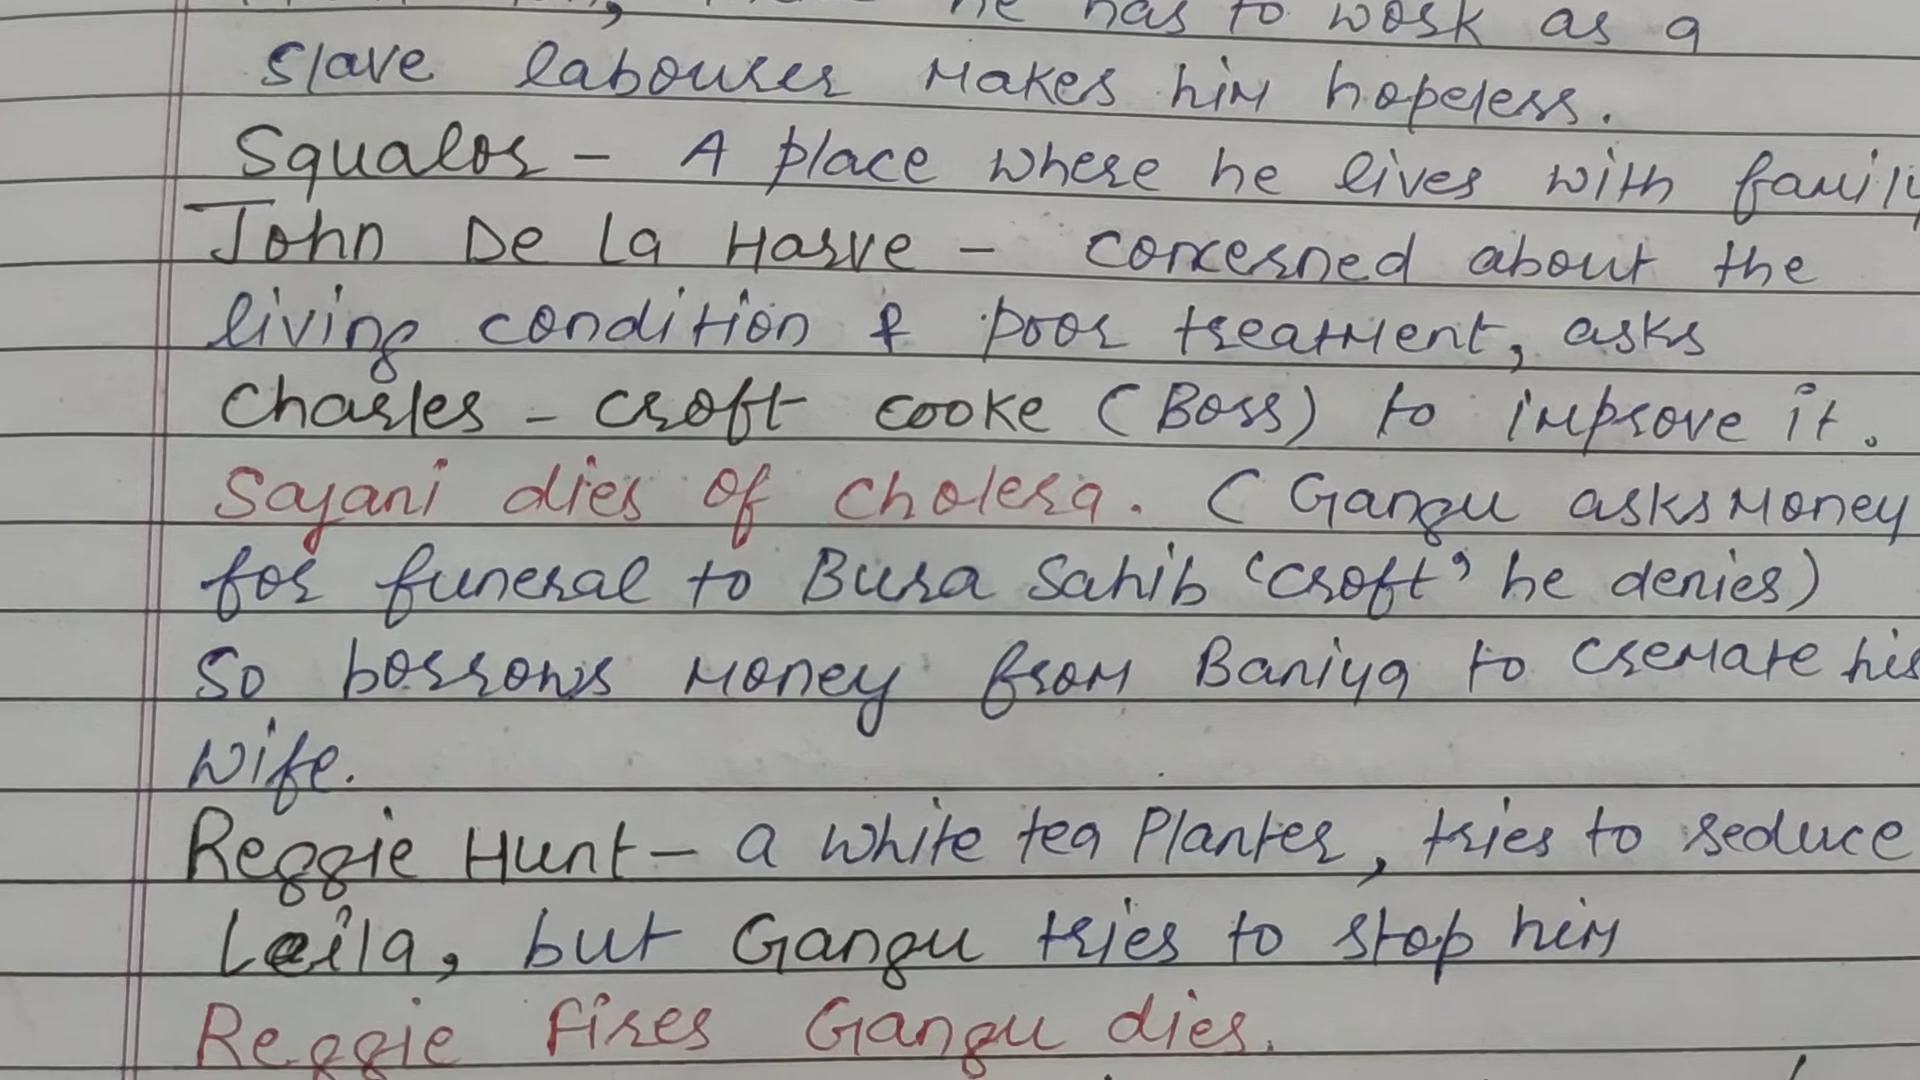 he has to work as a
slave labourer makes him hopeless.
Squalor - A place where he lives with family
John De La Harve - concerned about the
living condition & poor treatment, asks
Charles - croft cooke (Boss) to improve it.
Sajani dies of cholera. (Gangu asks money
for funeral to Bura Sahib 'croft' he denies)
So borrows money from Baniya to cremate his
wife.
Reggie Hunt - a white tea Planter, tries to seduce
Leila, but Gangu tries to stop him
Reggie fires Gangu dies.